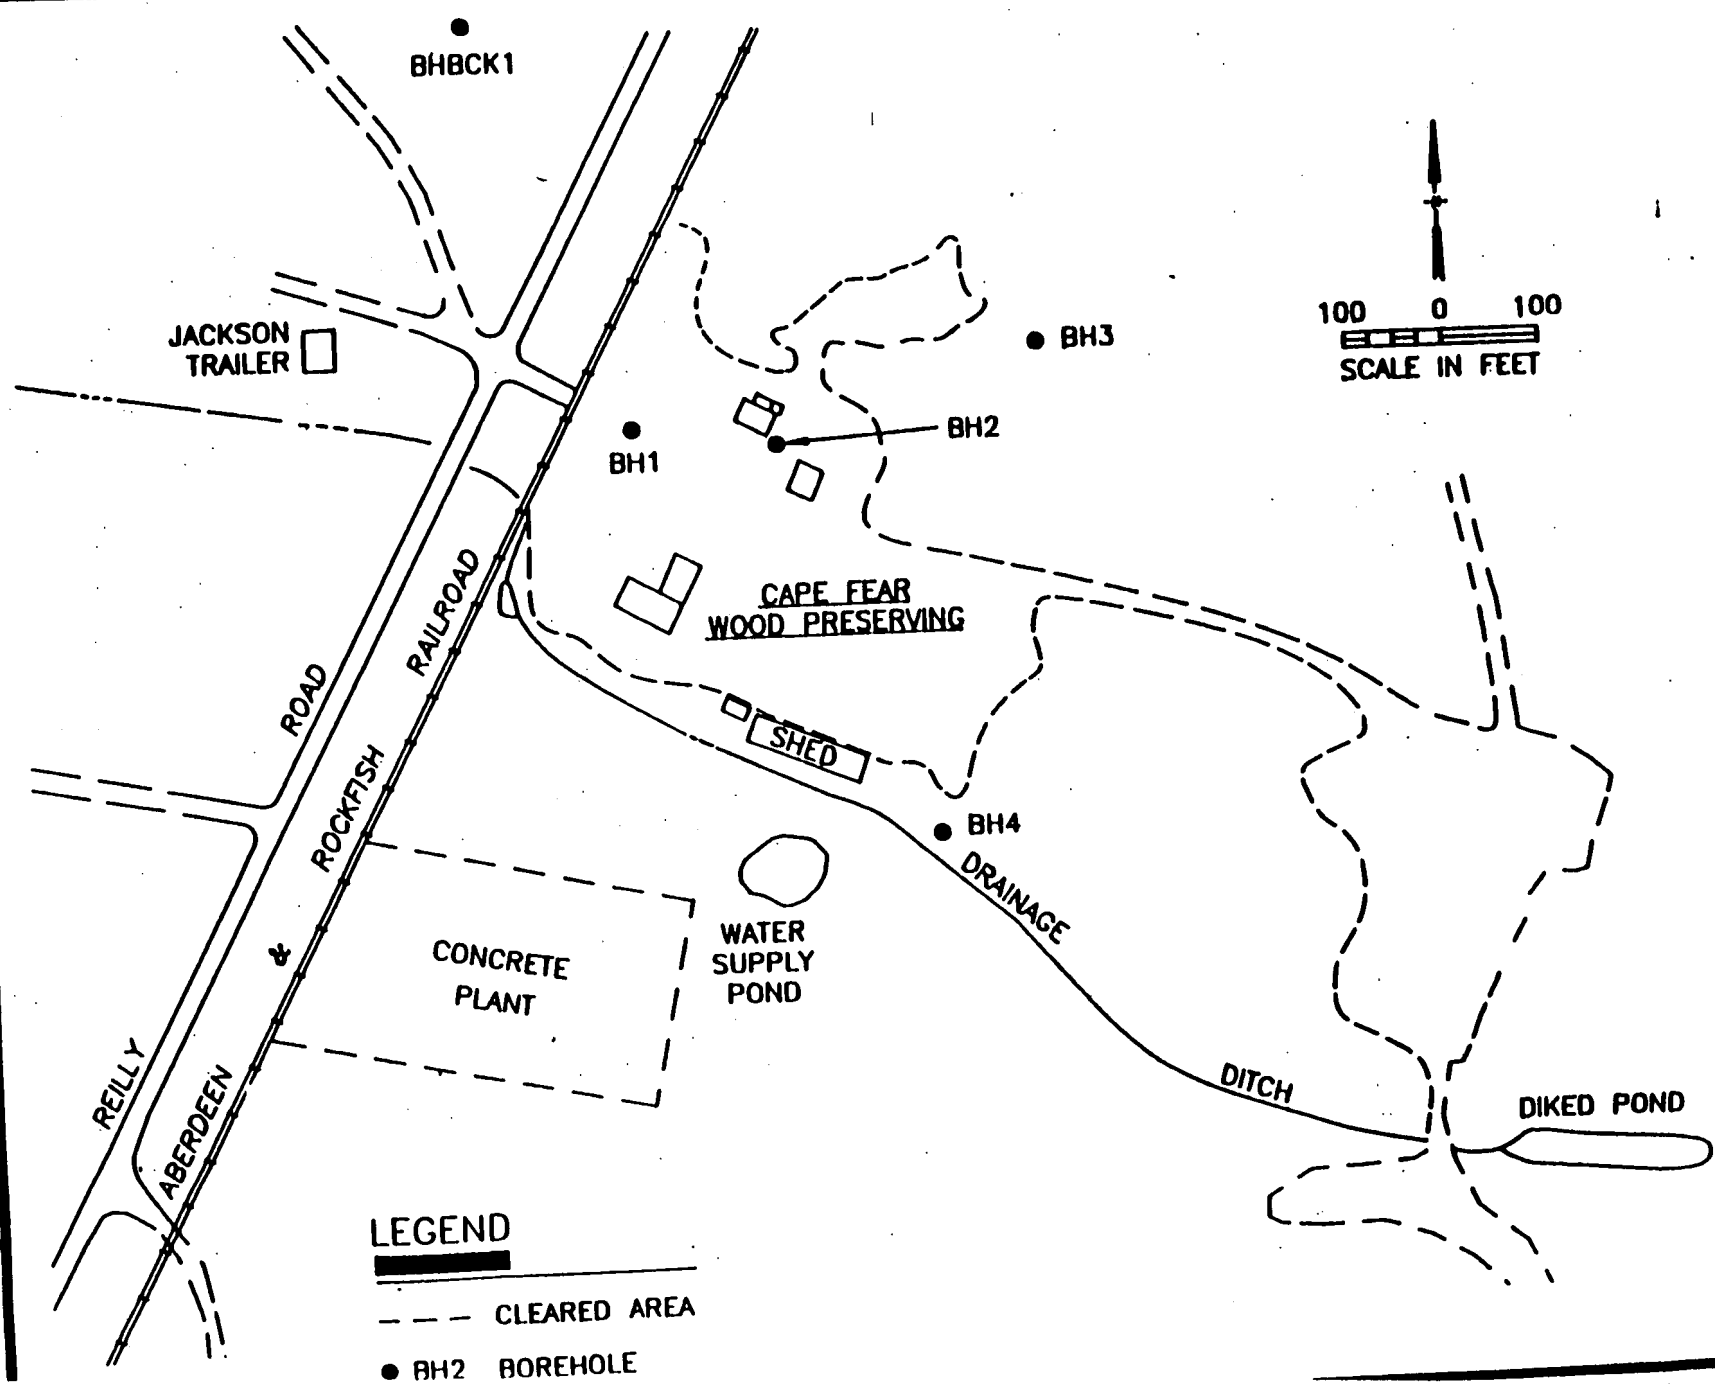 BHBCK1
JACKSON
TRAILER
100 0 100
SCALE IN FEET
BH3
BH2
BH1
CAPE FEAR
WOOD PRESERVING
SHED
BH4
REILLY ROAD
ABERDEEN & ROCKFISH RAILROAD
WATER
SUPPLY
POND
CONCRETE
PLANT
DRAINAGE DITCH
DIKED POND
LEGEND
CLEARED AREA
BH2 BOREHOLE